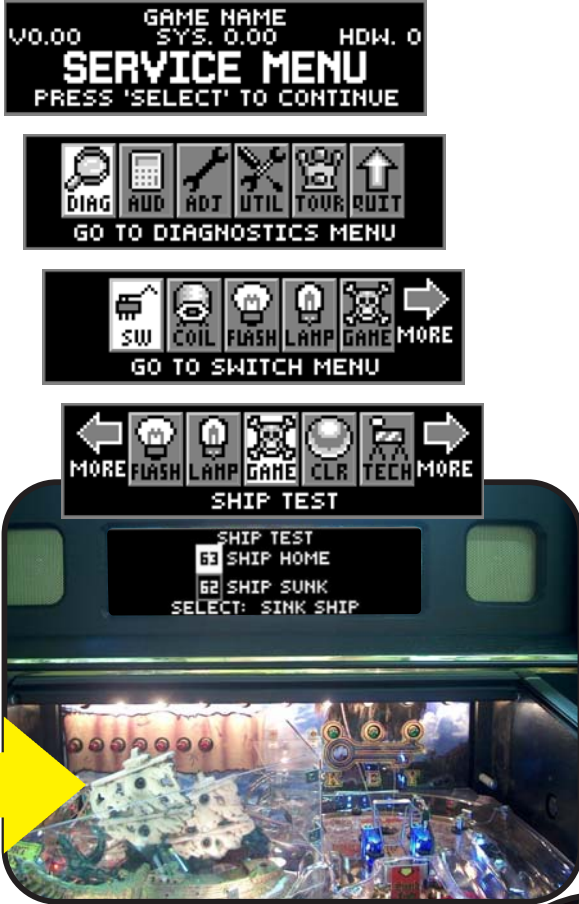 GAME NAME
V0.00 SYS. 0.00 HDW. 0
SERVICE MENU
PRESS 'SELECT' TO CONTINUE
DIAG AUD ADJ UTIL TOUR QUIT
GO TO DIAGNOSTICS MENU
SW COIL FLASH LAMP GAME MORE
GO TO SWITCH MENU
MORE FLASH LAMP GAME CLR TECH MORE
SHIP TEST
SHIP TEST
63 SHIP HOME
62 SHIP SUNK
SELECT: SINK SHIP
K E Y